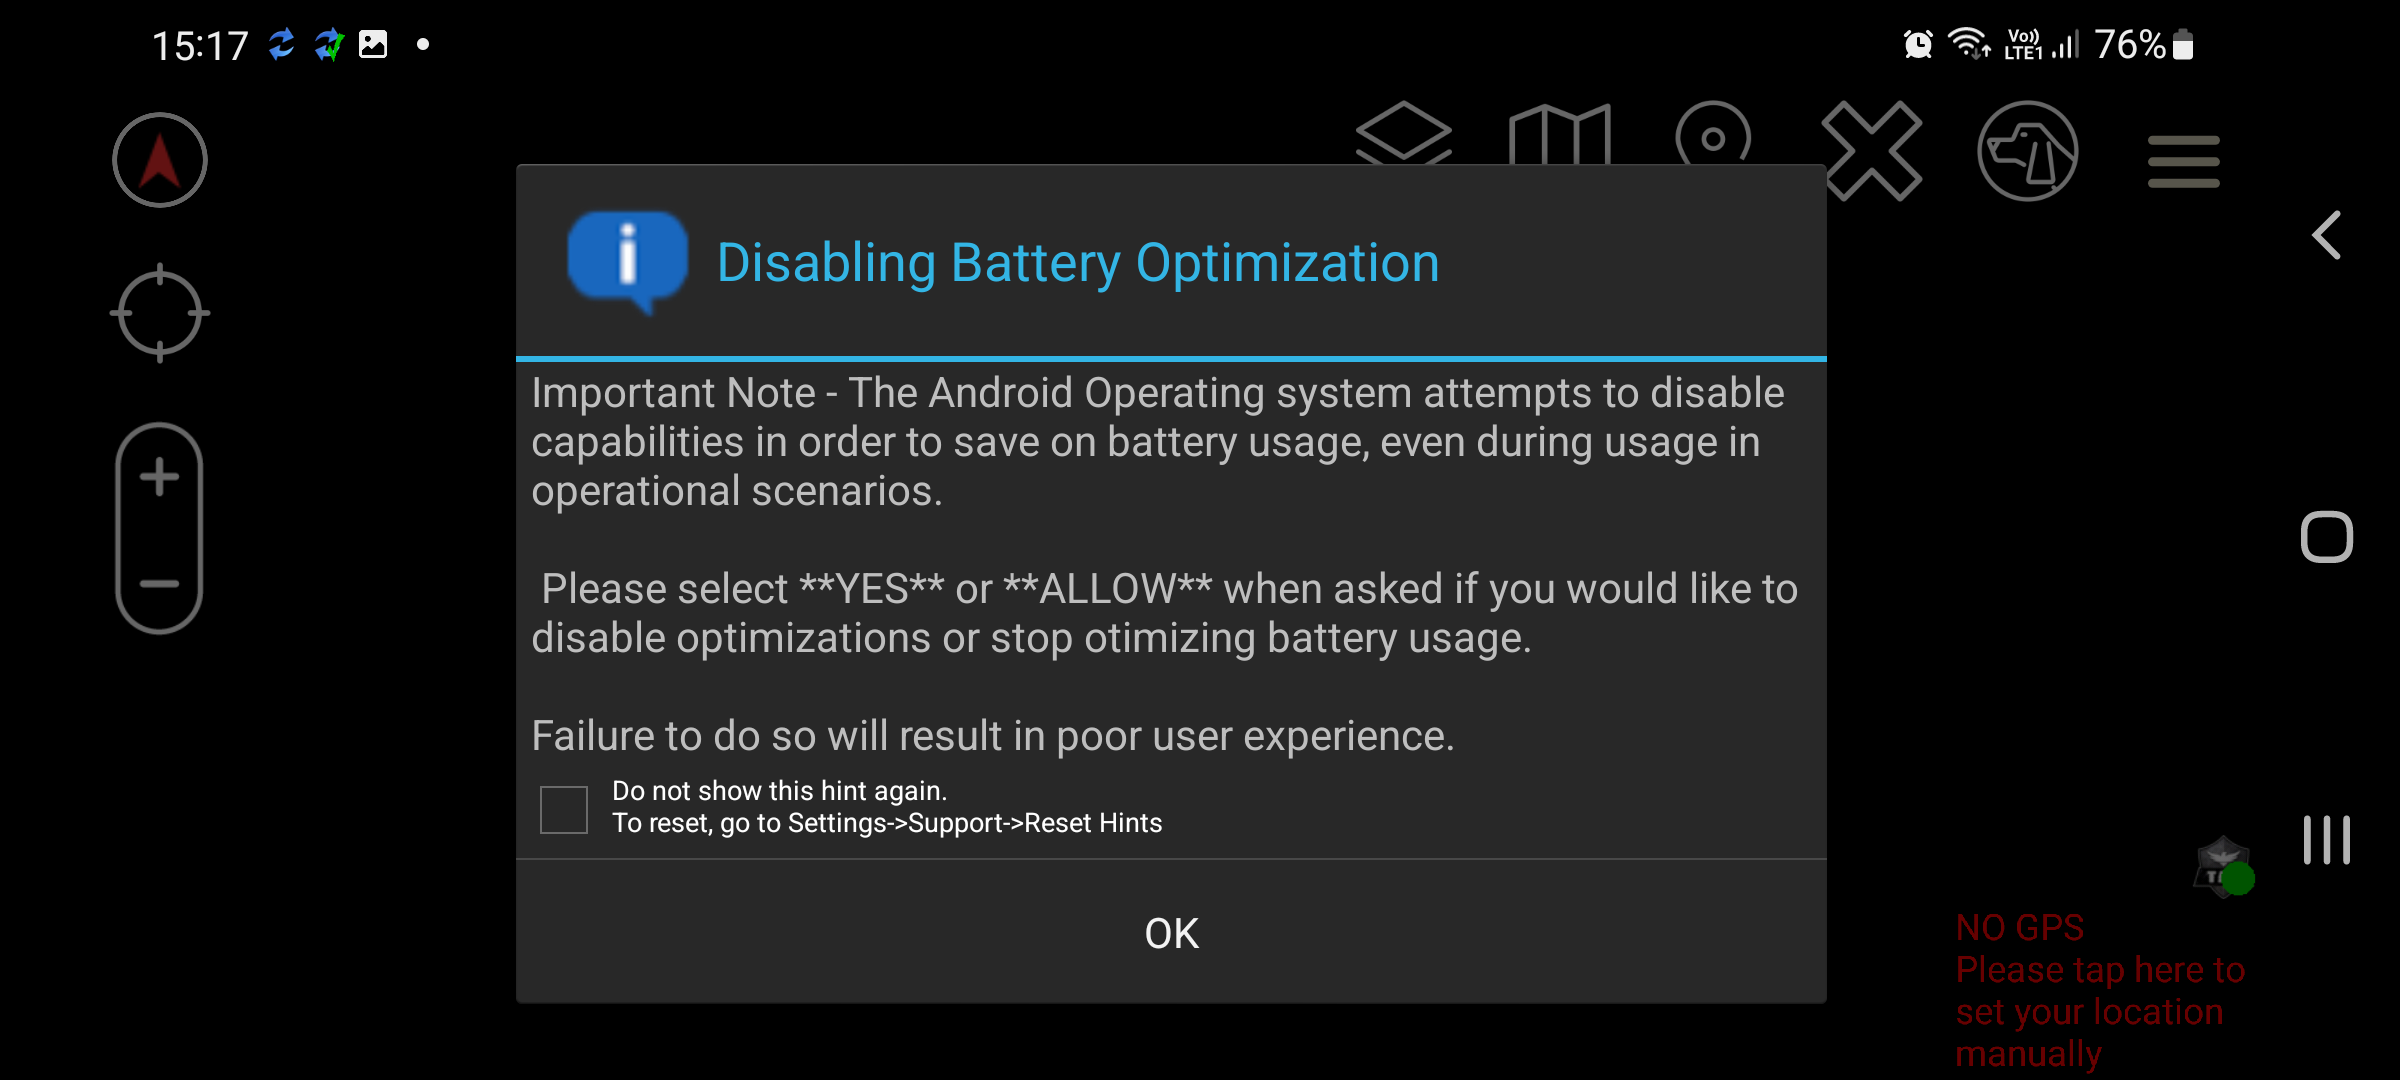 15:17
Vo))
LTE1
76%
Disabling Battery Optimization
Important Note - The Android Operating system attempts to disable
capabilities in order to save on battery usage, even during usage in
operational scenarios.
Please select **YES** or **ALLOW** when asked if you would like to
disable optimizations or stop otimizing battery usage.
Failure to do so will result in poor user experience.
Do not show this hint again.
To reset, go to Settings->Support->Reset Hints
OK
NO GPS
Please tap here to
set your location
manually